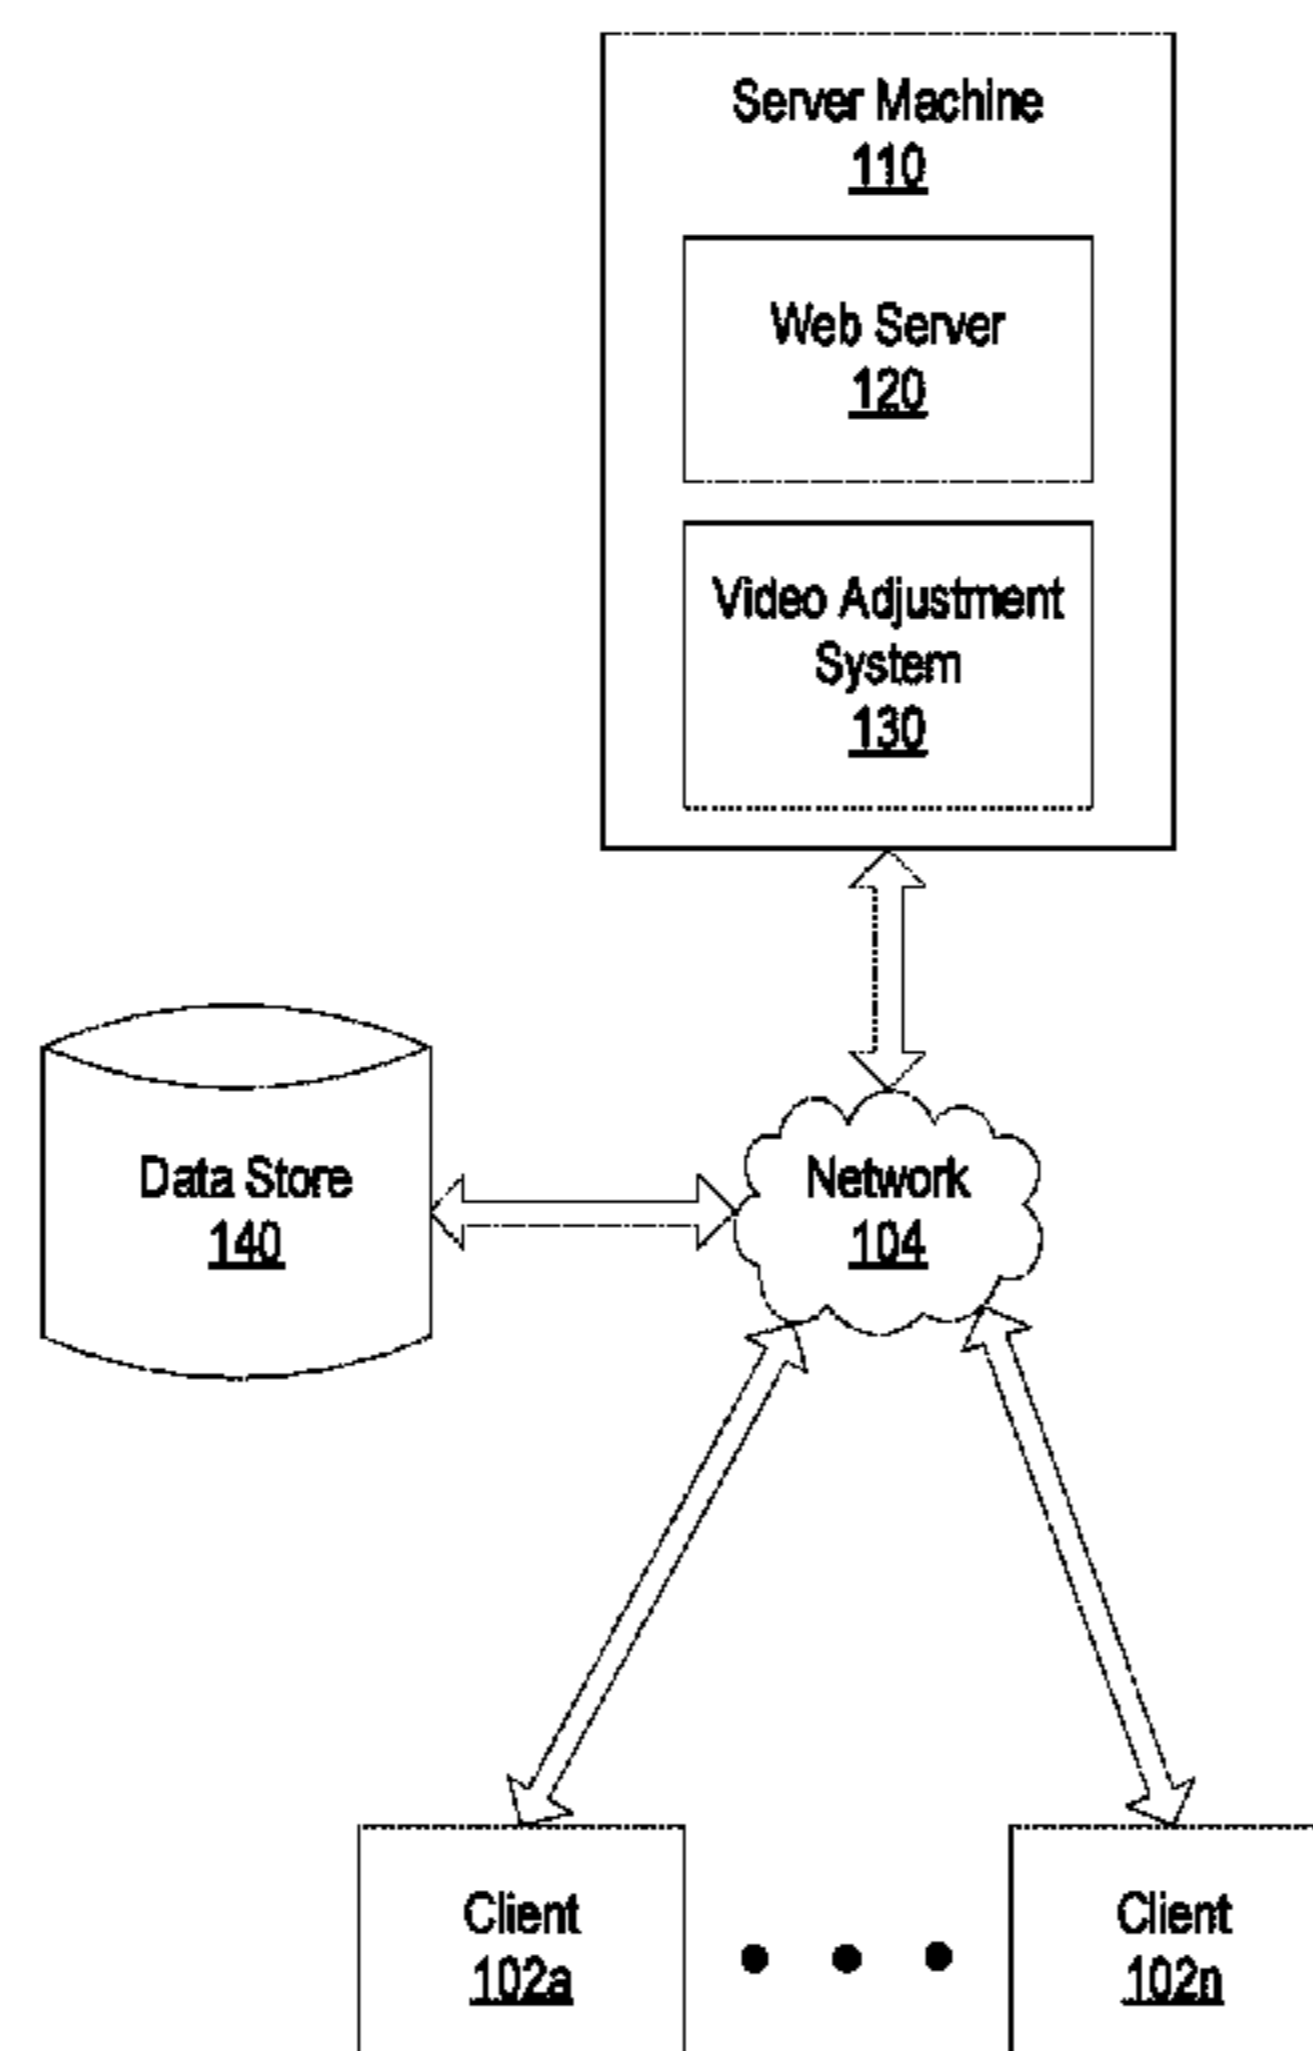 Server Machine
110
Web Server
120
Video Adjustment
System
130
Data Store
140
Network
104
Client
102a
Client
102n